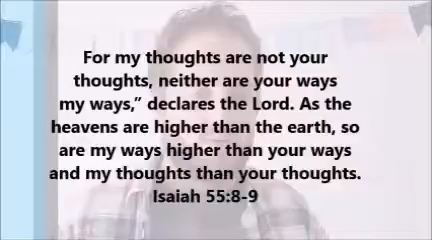 For my thoughts are not your
thoughts, neither are your ways
my ways,” declares the Lord. As the
heavens are higher than the earth, so
are my ways higher than your ways
and my thoughts than your thoughts.
Isaiah 55:8-9